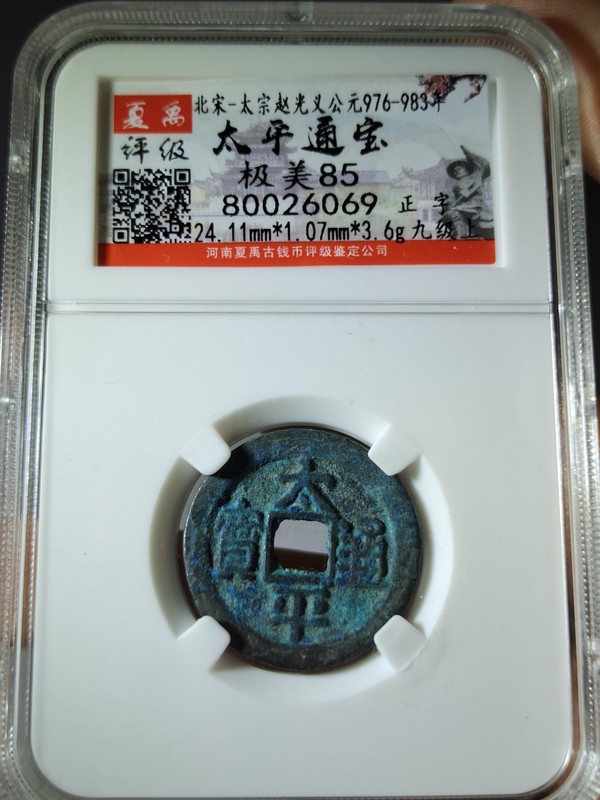 北宋-太宗赵光义公元976-983年
夏禹
评级
太平通宝
极美85
80026069 正字
24.11mm*1.07mm*3.6g 九级上
河南夏禹古钱币评级鉴定公司
太平通寳